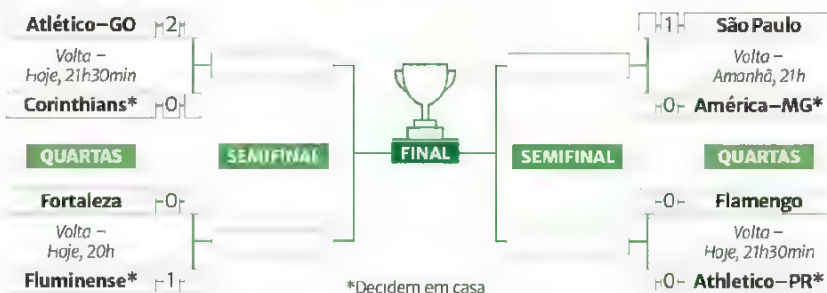 Atlético-GO 2
Volta –
Hoje, 21h30min
Corinthians* 0
QUARTAS
Fortaleza 0
Volta –
Hoje, 20h
Fluminense* 1
SEMIFINAL
FINAL
*Decidem em casa
SEMIFINAL
1 São Paulo
Volta –
Amanhã, 21h
0 América-MG*
QUARTAS
0 Flamengo
Volta –
Hoje, 21h30min
0 Athletico-PR*